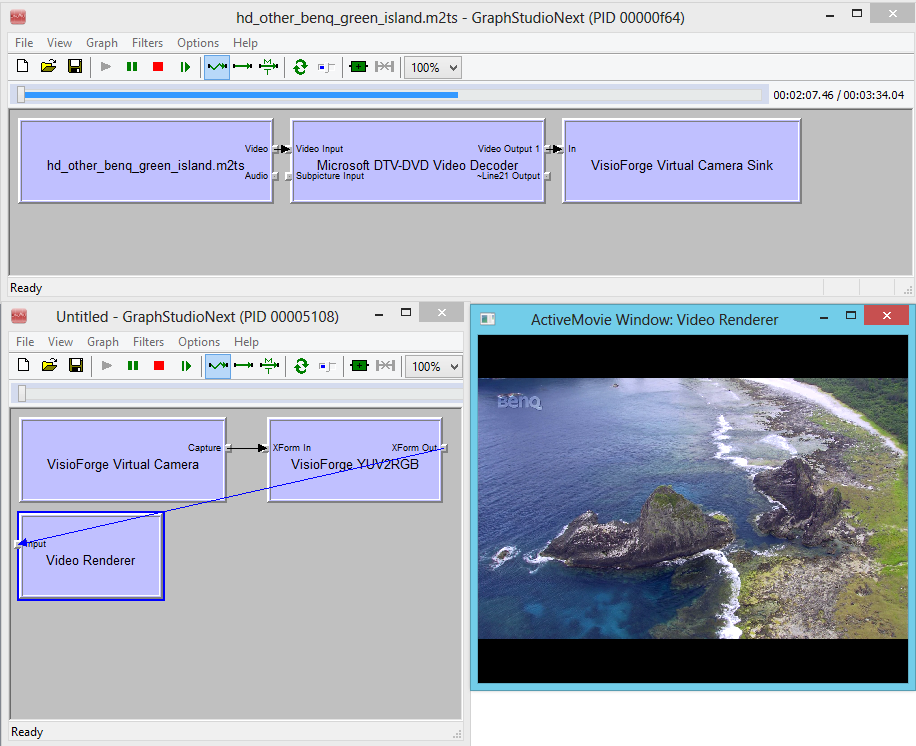 hd_other_benq_green_island.m2ts - GraphStudioNext (PID 00000f64)
File View Graph Filters Options Help
100%
00:02:07.46 / 00:03:34.04
hd_other_benq_green_island.m2ts
Video
Audio
Video Input
Subpicture Input
Microsoft DTV-DVD Video Decoder
Video Output 1
~Line21 Output
In
VisioForge Virtual Camera Sink
Ready
Untitled - GraphStudioNext (PID 00005108)
File View Graph Filters Options Help
100%
Capture
VisioForge Virtual Camera
XForm In
XForm Out
VisioForge YUV2RGB
Input
Video Renderer
Ready
ActiveMovie Window: Video Renderer
BenQ